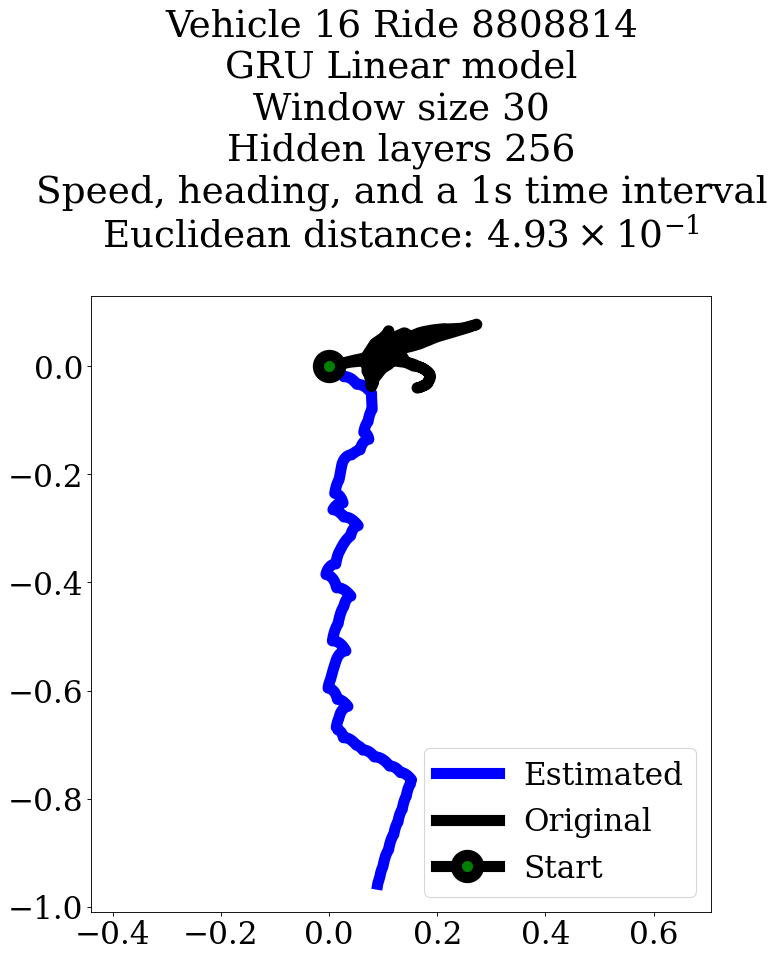 Vehicle 16 Ride 8808814
GRU Linear model
Window size 30
Hidden layers 256
Speed, heading, and a 1s time interval
Euclidean distance: 4.93 × 10⁻¹
0.0
−0.2
−0.4
−0.6
−0.8
−1.0
Estimated
Original
Start
−0.4 −0.2 0.0 0.2 0.4 0.6